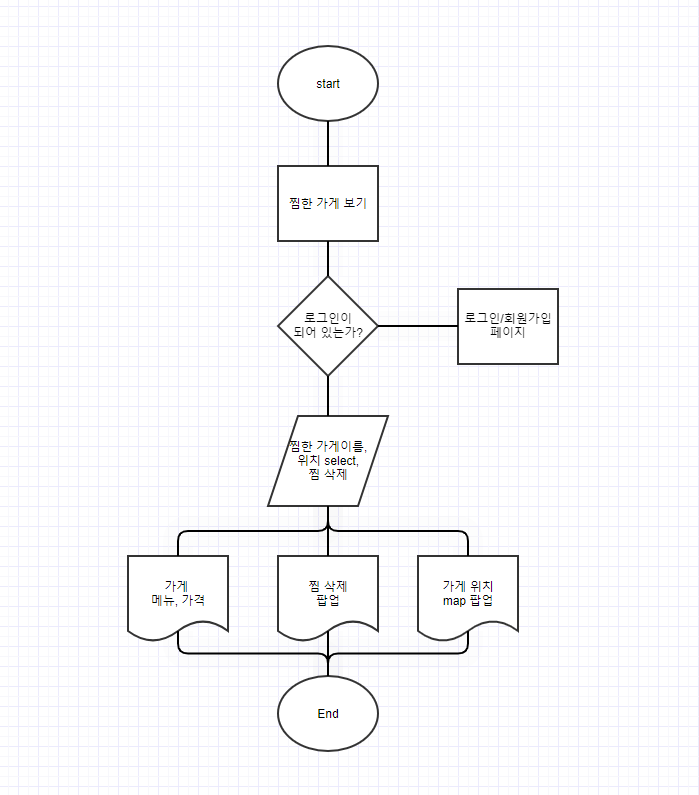 start
찜한 가게 보기
로그인이
되어 있는가?
로그인/회원가입
페이지
찜한 가게이름,
위치 select,
찜 삭제
가게
메뉴, 가격
찜 삭제
팝업
가게 위치
map 팝업
End